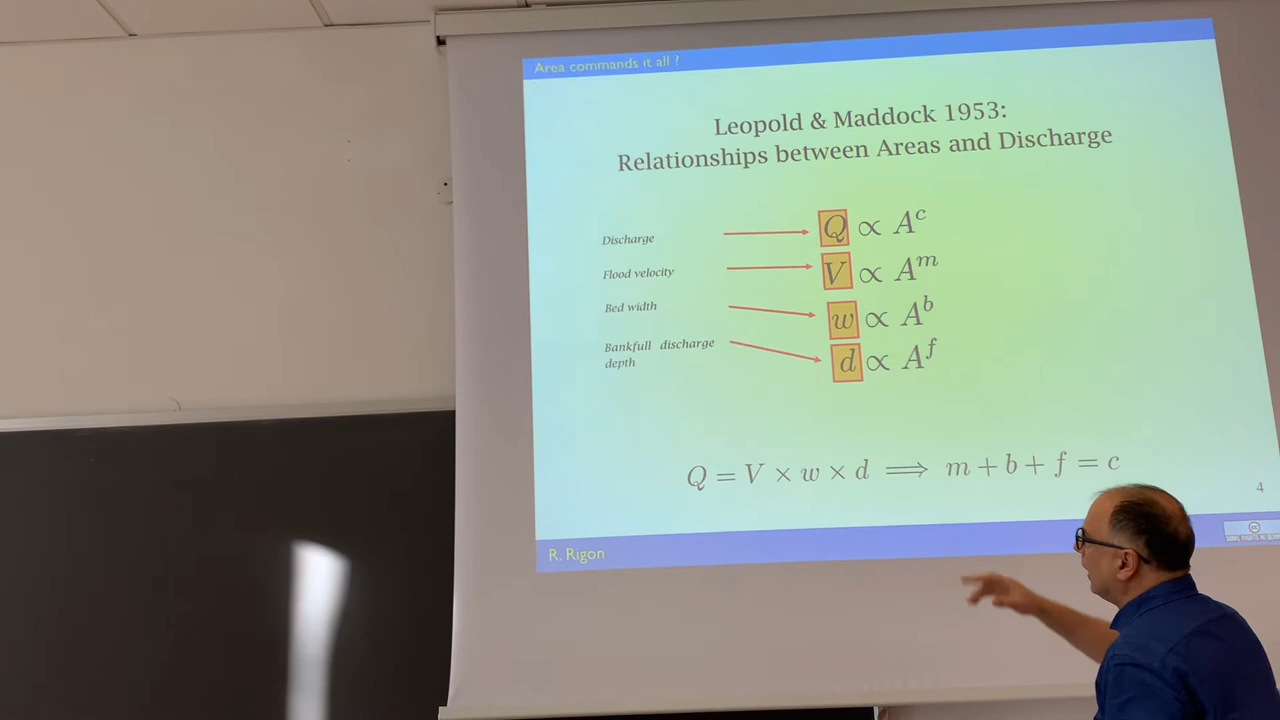 Area commands it all ?
Leopold & Maddock 1953:
Relationships between Areas and Discharge
Discharge
Q ∝ A^c
Flood velocity
V ∝ A^m
Bed width
w ∝ A^b
Bankfull discharge
depth
d ∝ A^f
Q = V × w × d ⟹ m + b + f = c
4
R. Rigon
cc